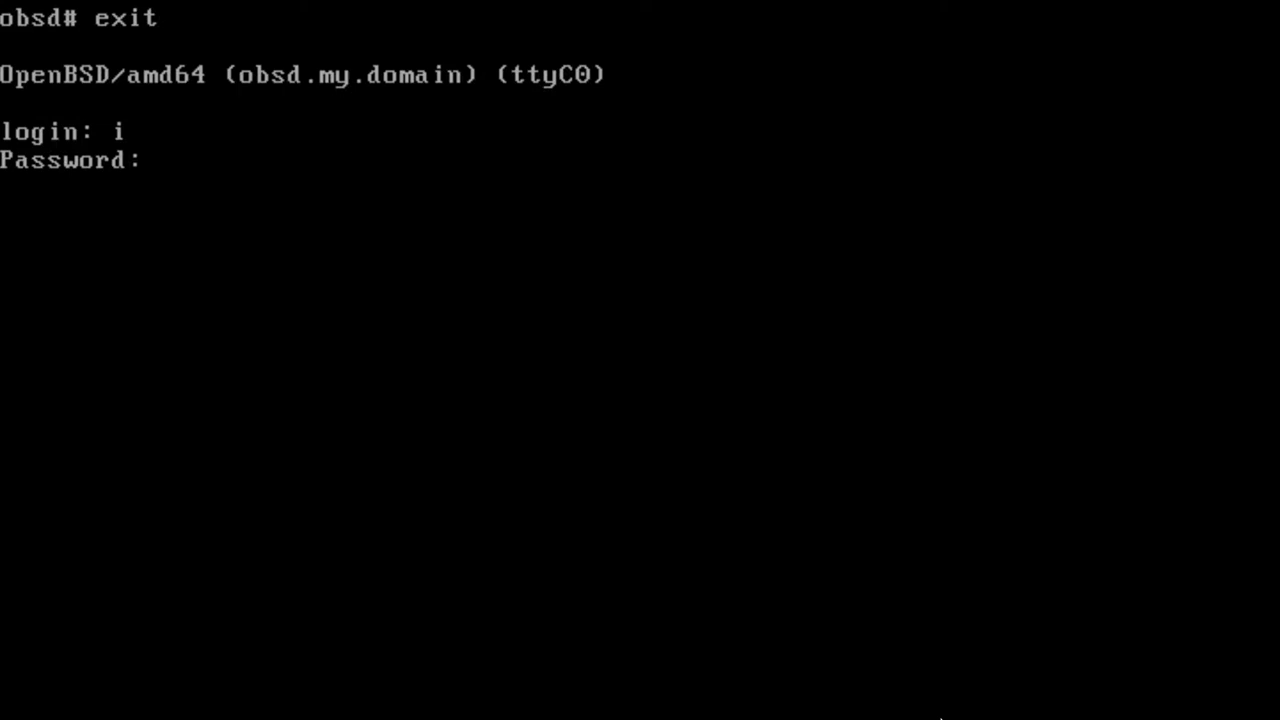 obsd# exit
OpenBSD/amd64 (obsd.my.domain) (ttyC0)
login: i
Password: